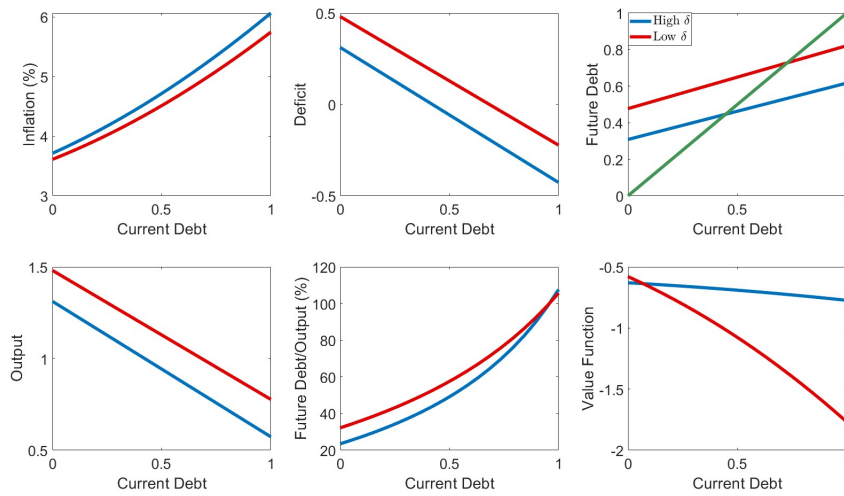 6
5
4
3
Inflation (%)
0
0.5
1
Current Debt
0.5
0
-0.5
Deficit
0
0.5
1
Current Debt
High δ
Low δ
1
0.8
0.6
0.4
0.2
0
Future Debt
0.5
Current Debt
1.5
1
0.5
Output
0
0.5
1
Current Debt
120
100
80
60
40
20
Future Debt/Output (%)
0
0.5
1
Current Debt
-0.5
-1
-1.5
-2
Value Function
0
0.5
Current Debt